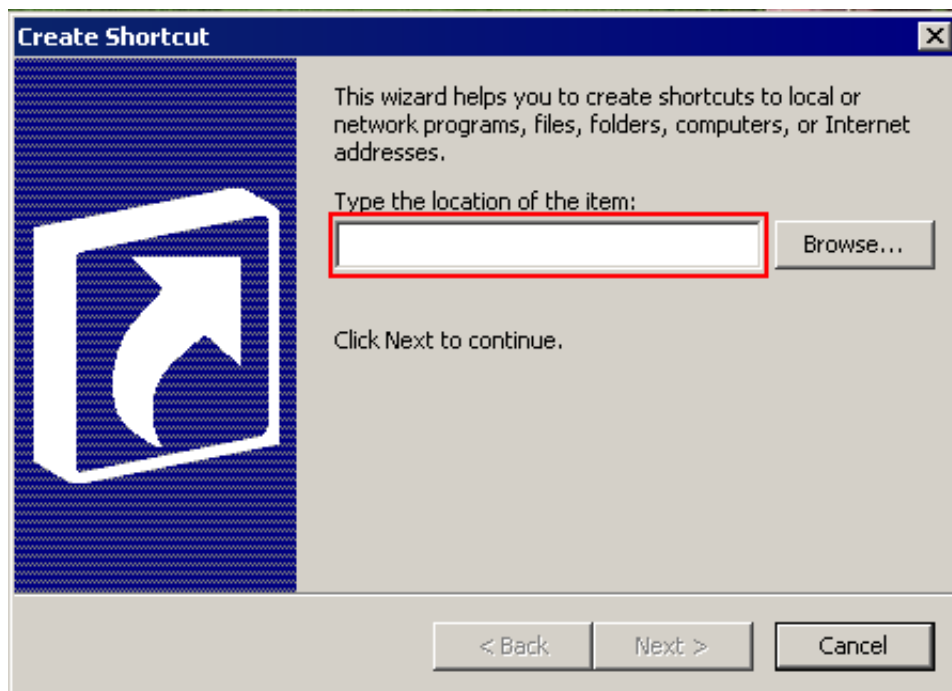 Create Shortcut
This wizard helps you to create shortcuts to local or
network programs, files, folders, computers, or Internet
addresses.
Type the location of the item:
Browse...
Click Next to continue.
< Back
Next >
Cancel